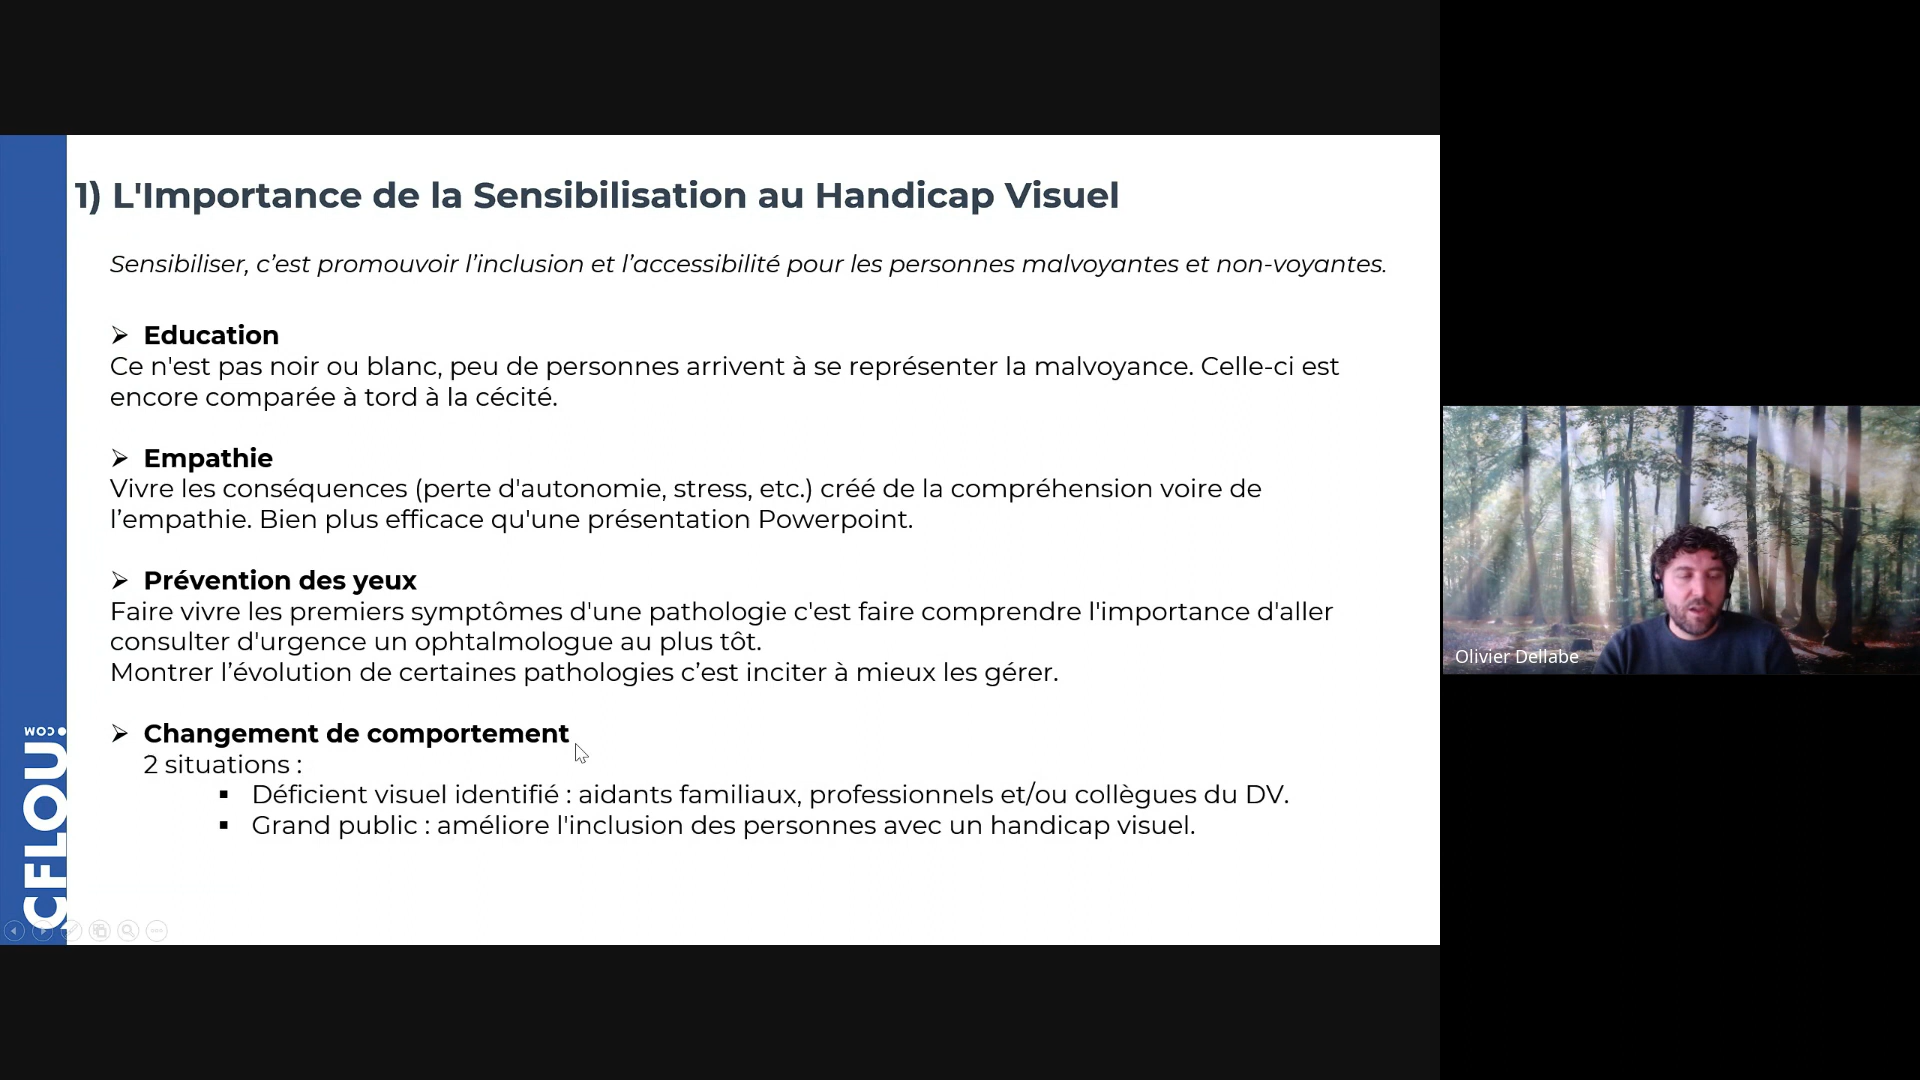 1) L'Importance de la Sensibilisation au Handicap Visuel
Sensibiliser, c’est promouvoir l’inclusion et l’accessibilité pour les personnes malvoyantes et non-voyantes.
➢ Education
Ce n'est pas noir ou blanc, peu de personnes arrivent à se représenter la malvoyance. Celle-ci est
encore comparée à tord à la cécité.
➢ Empathie
Vivre les conséquences (perte d'autonomie, stress, etc.) créé de la compréhension voire de
l’empathie. Bien plus efficace qu'une présentation Powerpoint.
➢ Prévention des yeux
Faire vivre les premiers symptômes d'une pathologie c'est faire comprendre l'importance d'aller
consulter d'urgence un ophtalmologue au plus tôt.
Montrer l’évolution de certaines pathologies c’est inciter à mieux les gérer.
➢ Changement de comportement
2 situations :
▪ Déficient visuel identifié : aidants familiaux, professionnels et/ou collègues du DV.
▪ Grand public : améliore l'inclusion des personnes avec un handicap visuel.
CFLOU
.COM
Olivier Dellabe